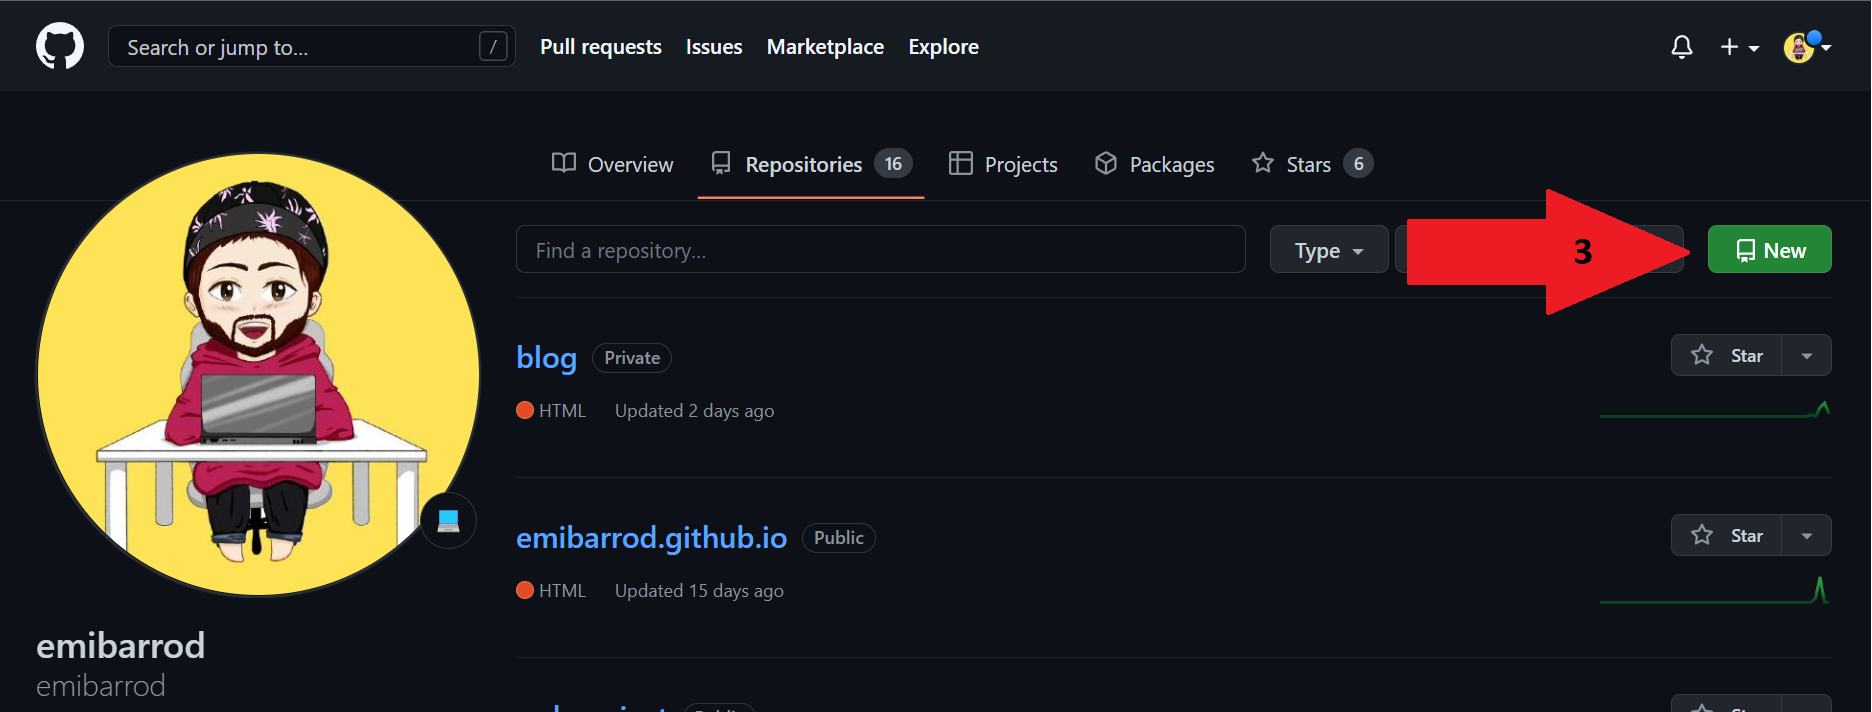 Search or jump to... / Pull requests Issues Marketplace Explore
Overview Repositories 16 Projects Packages Stars 6
Find a repository... Type 3 New
blog Private Star
HTML Updated 2 days ago
emibarrod.github.io Public Star
HTML Updated 15 days ago
emibarrod
emibarrod